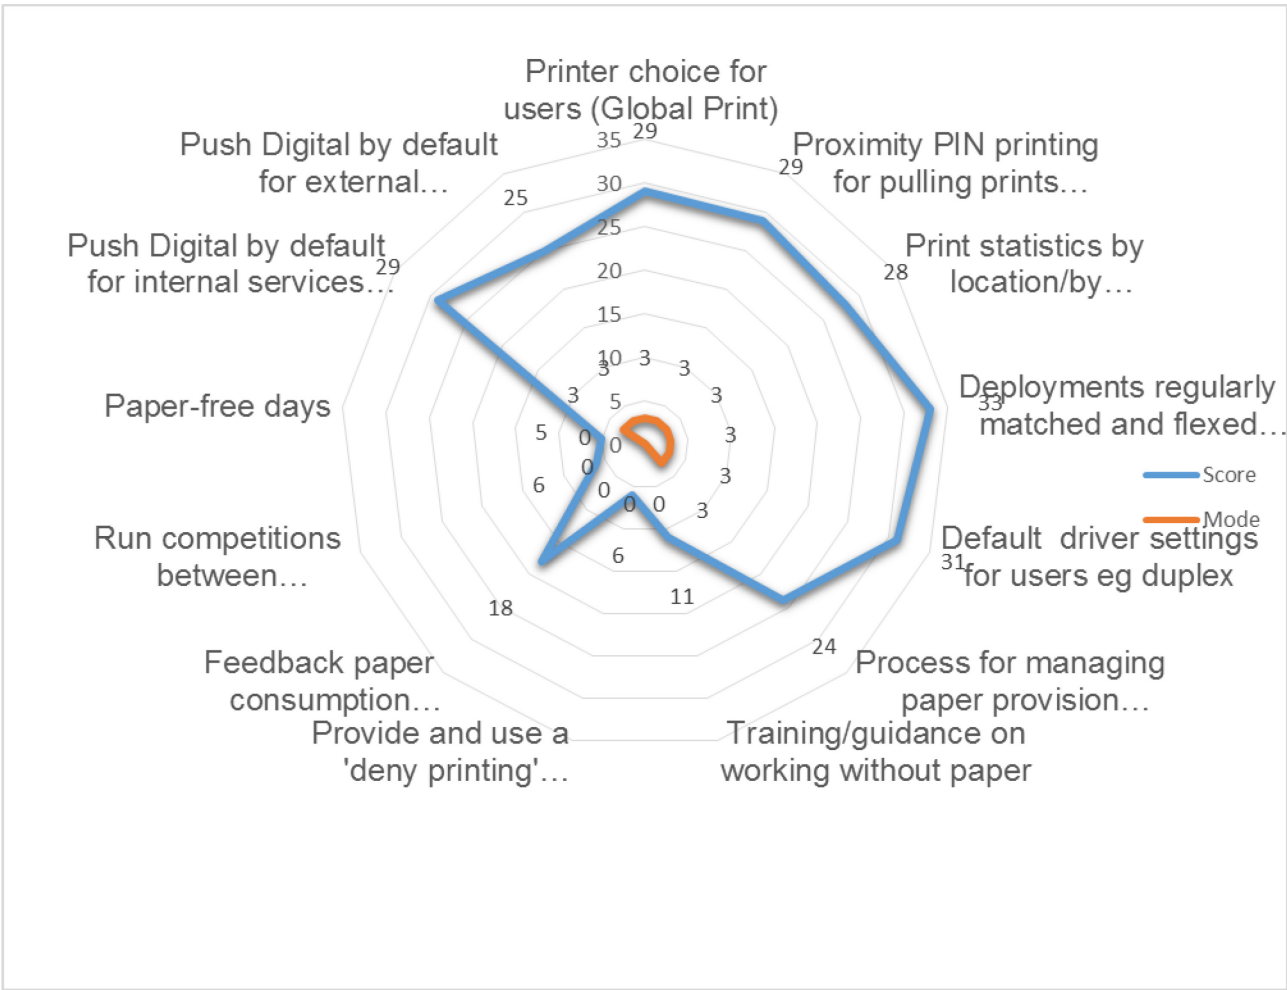 Printer choice for
users (Global Print)
Push Digital by default
for external...
Proximity PIN printing
for pulling prints...
Push Digital by default
for internal services...
Print statistics by
location/by...
Paper-free days
Deployments regularly
matched and flexed...
Run competitions
between...
Default  driver settings
for users eg duplex
Feedback paper
consumption...
Process for managing
paper provision...
Provide and use a
'deny printing'...
Training/guidance on
working without paper
35
30
25
20
15
10
5
0
29
29
28
33
31
24
11
6
18
6
5
29
25
3
3
3
3
3
3
0
0
0
0
0
3
3
Score
Mode